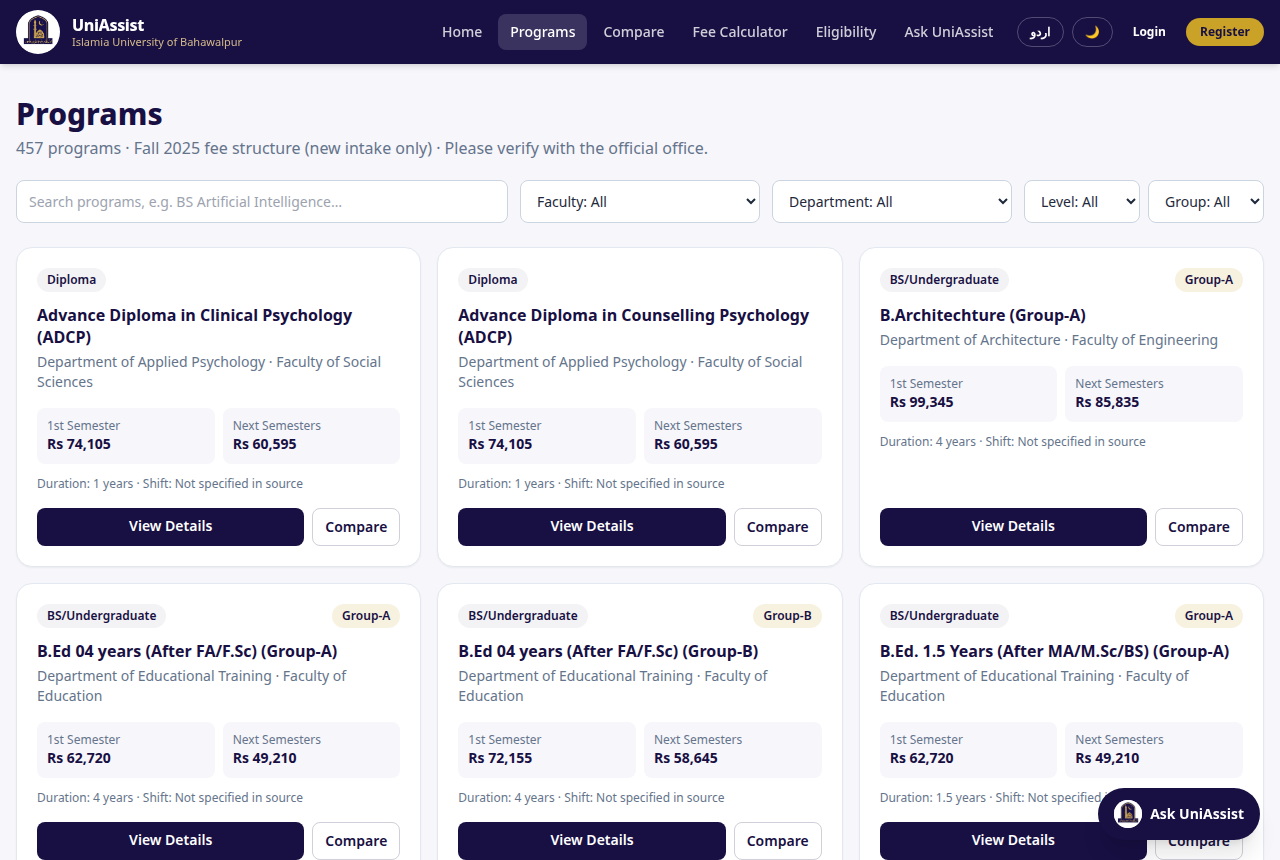 UniAssist
Islamia University of Bahawalpur
Home
Programs
Compare
Fee Calculator
Eligibility
Ask UniAssist
اردو
Login
Register
Programs
457 programs · Fall 2025 fee structure (new intake only) · Please verify with the official office.
Search programs, e.g. BS Artificial Intelligence...
Faculty: All
Department: All
Level: All
Group: All
Diploma
Advance Diploma in Clinical Psychology
(ADCP)
Department of Applied Psychology · Faculty of Social
Sciences
1st Semester
Rs 74,105
Next Semesters
Rs 60,595
Duration: 1 years · Shift: Not specified in source
View Details
Compare
Diploma
Advance Diploma in Counselling Psychology
(ADCP)
Department of Applied Psychology · Faculty of Social
Sciences
1st Semester
Rs 74,105
Next Semesters
Rs 60,595
Duration: 1 years · Shift: Not specified in source
View Details
Compare
BS/Undergraduate
Group-A
B.Architechture (Group-A)
Department of Architecture · Faculty of Engineering
1st Semester
Rs 99,345
Next Semesters
Rs 85,835
Duration: 4 years · Shift: Not specified in source
View Details
Compare
BS/Undergraduate
Group-A
B.Ed 04 years (After FA/F.Sc) (Group-A)
Department of Educational Training · Faculty of
Education
1st Semester
Rs 62,720
Next Semesters
Rs 49,210
Duration: 4 years · Shift: Not specified in source
View Details
Compare
BS/Undergraduate
Group-B
B.Ed 04 years (After FA/F.Sc) (Group-B)
Department of Educational Training · Faculty of
Education
1st Semester
Rs 72,155
Next Semesters
Rs 58,645
Duration: 4 years · Shift: Not specified in source
View Details
Compare
BS/Undergraduate
Group-A
B.Ed. 1.5 Years (After MA/M.Sc/BS) (Group-A)
Department of Educational Training · Faculty of
Education
1st Semester
Rs 62,720
Next Semesters
Rs 49,210
Duration: 1.5 years · Shift: Not specified
View Details
Compare
Ask UniAssist